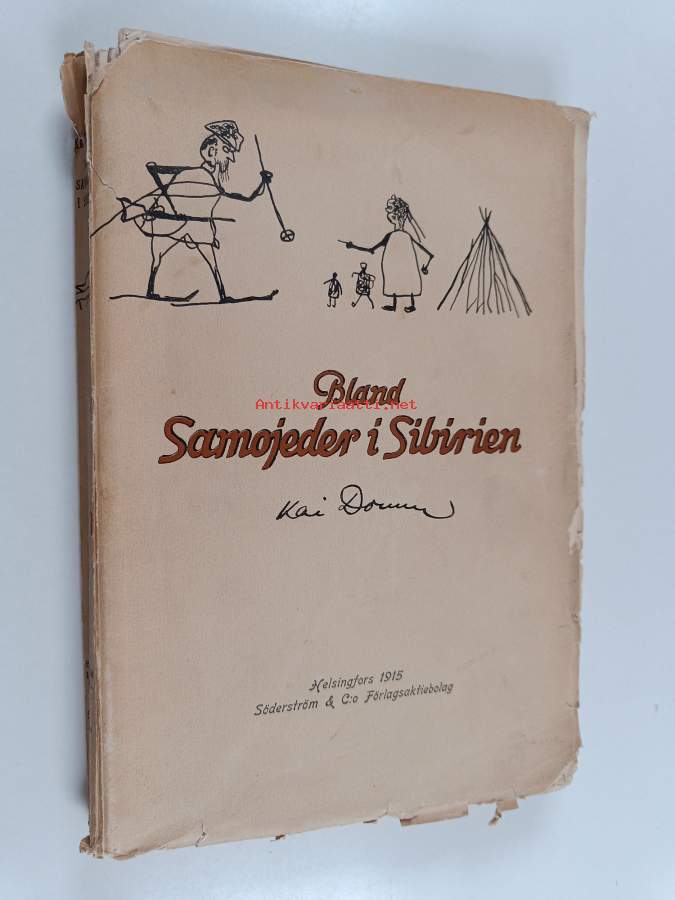 Bland
Antikvariaatti.net
Samojeder i Sibirien
Kai Donner
Helsingfors 1915
Söderström & C:o Förlagsaktiebolag